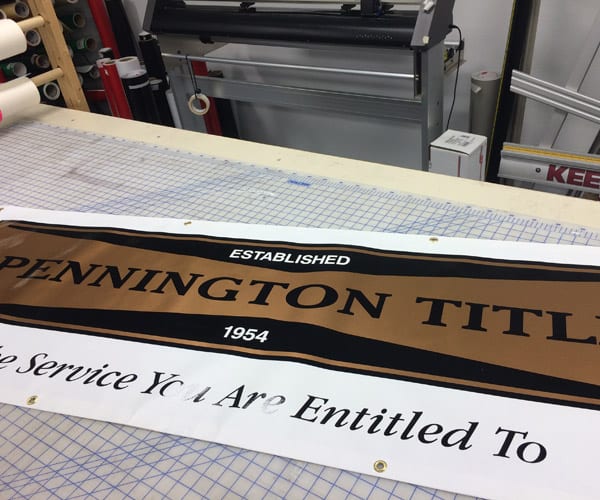 ESTABLISHED
PENNINGTON TITL
1954
Service You Are Entitled To
KEE